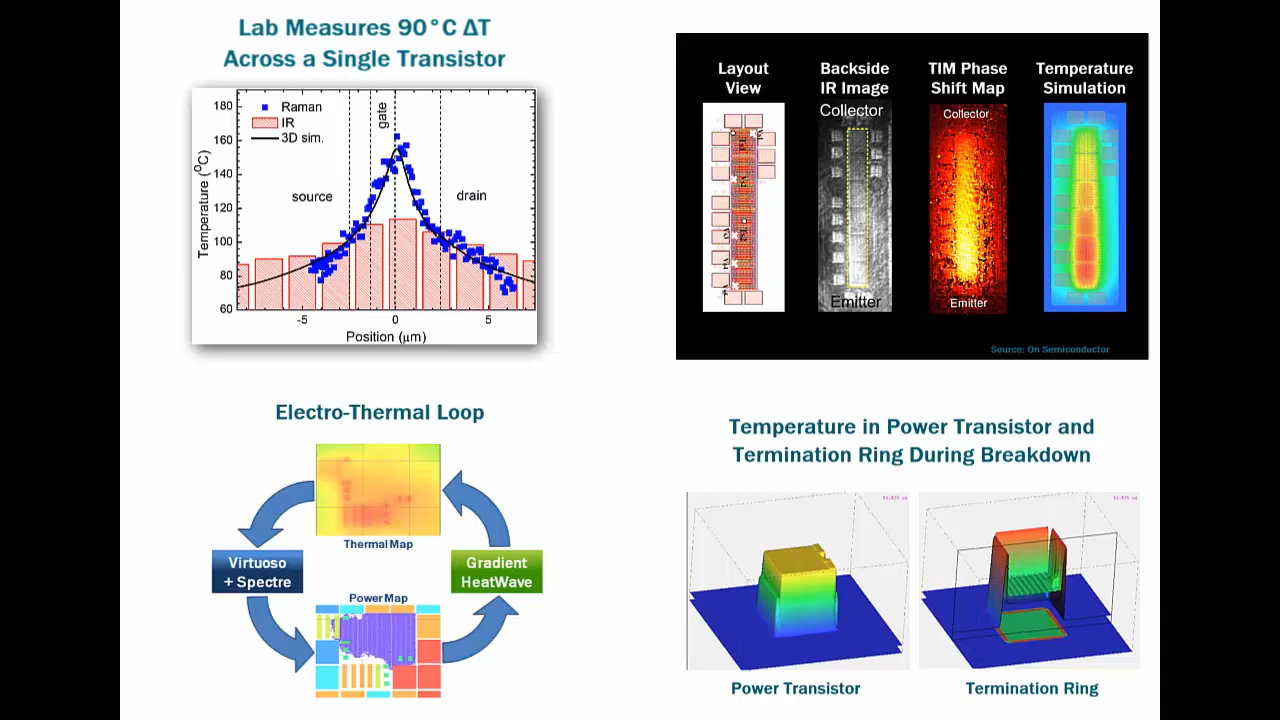 Lab Measures 90°C ΔT
Across a Single Transistor
180
160
140
120
100
80
60
Temperature (°C)
Raman
IR
3D sim.
gate
source
drain
-5
0
5
Position (μm)
Layout
View
Backside
IR Image
TIM Phase
Shift Map
Temperature
Simulation
Collector
Collector
Emitter
Emitter
Source: On Semiconductor
Electro-Thermal Loop
Thermal Map
Virtuoso
+ Spectre
Gradient
HeatWave
Power Map
Temperature in Power Transistor and
Termination Ring During Breakdown
Power Transistor
Termination Ring